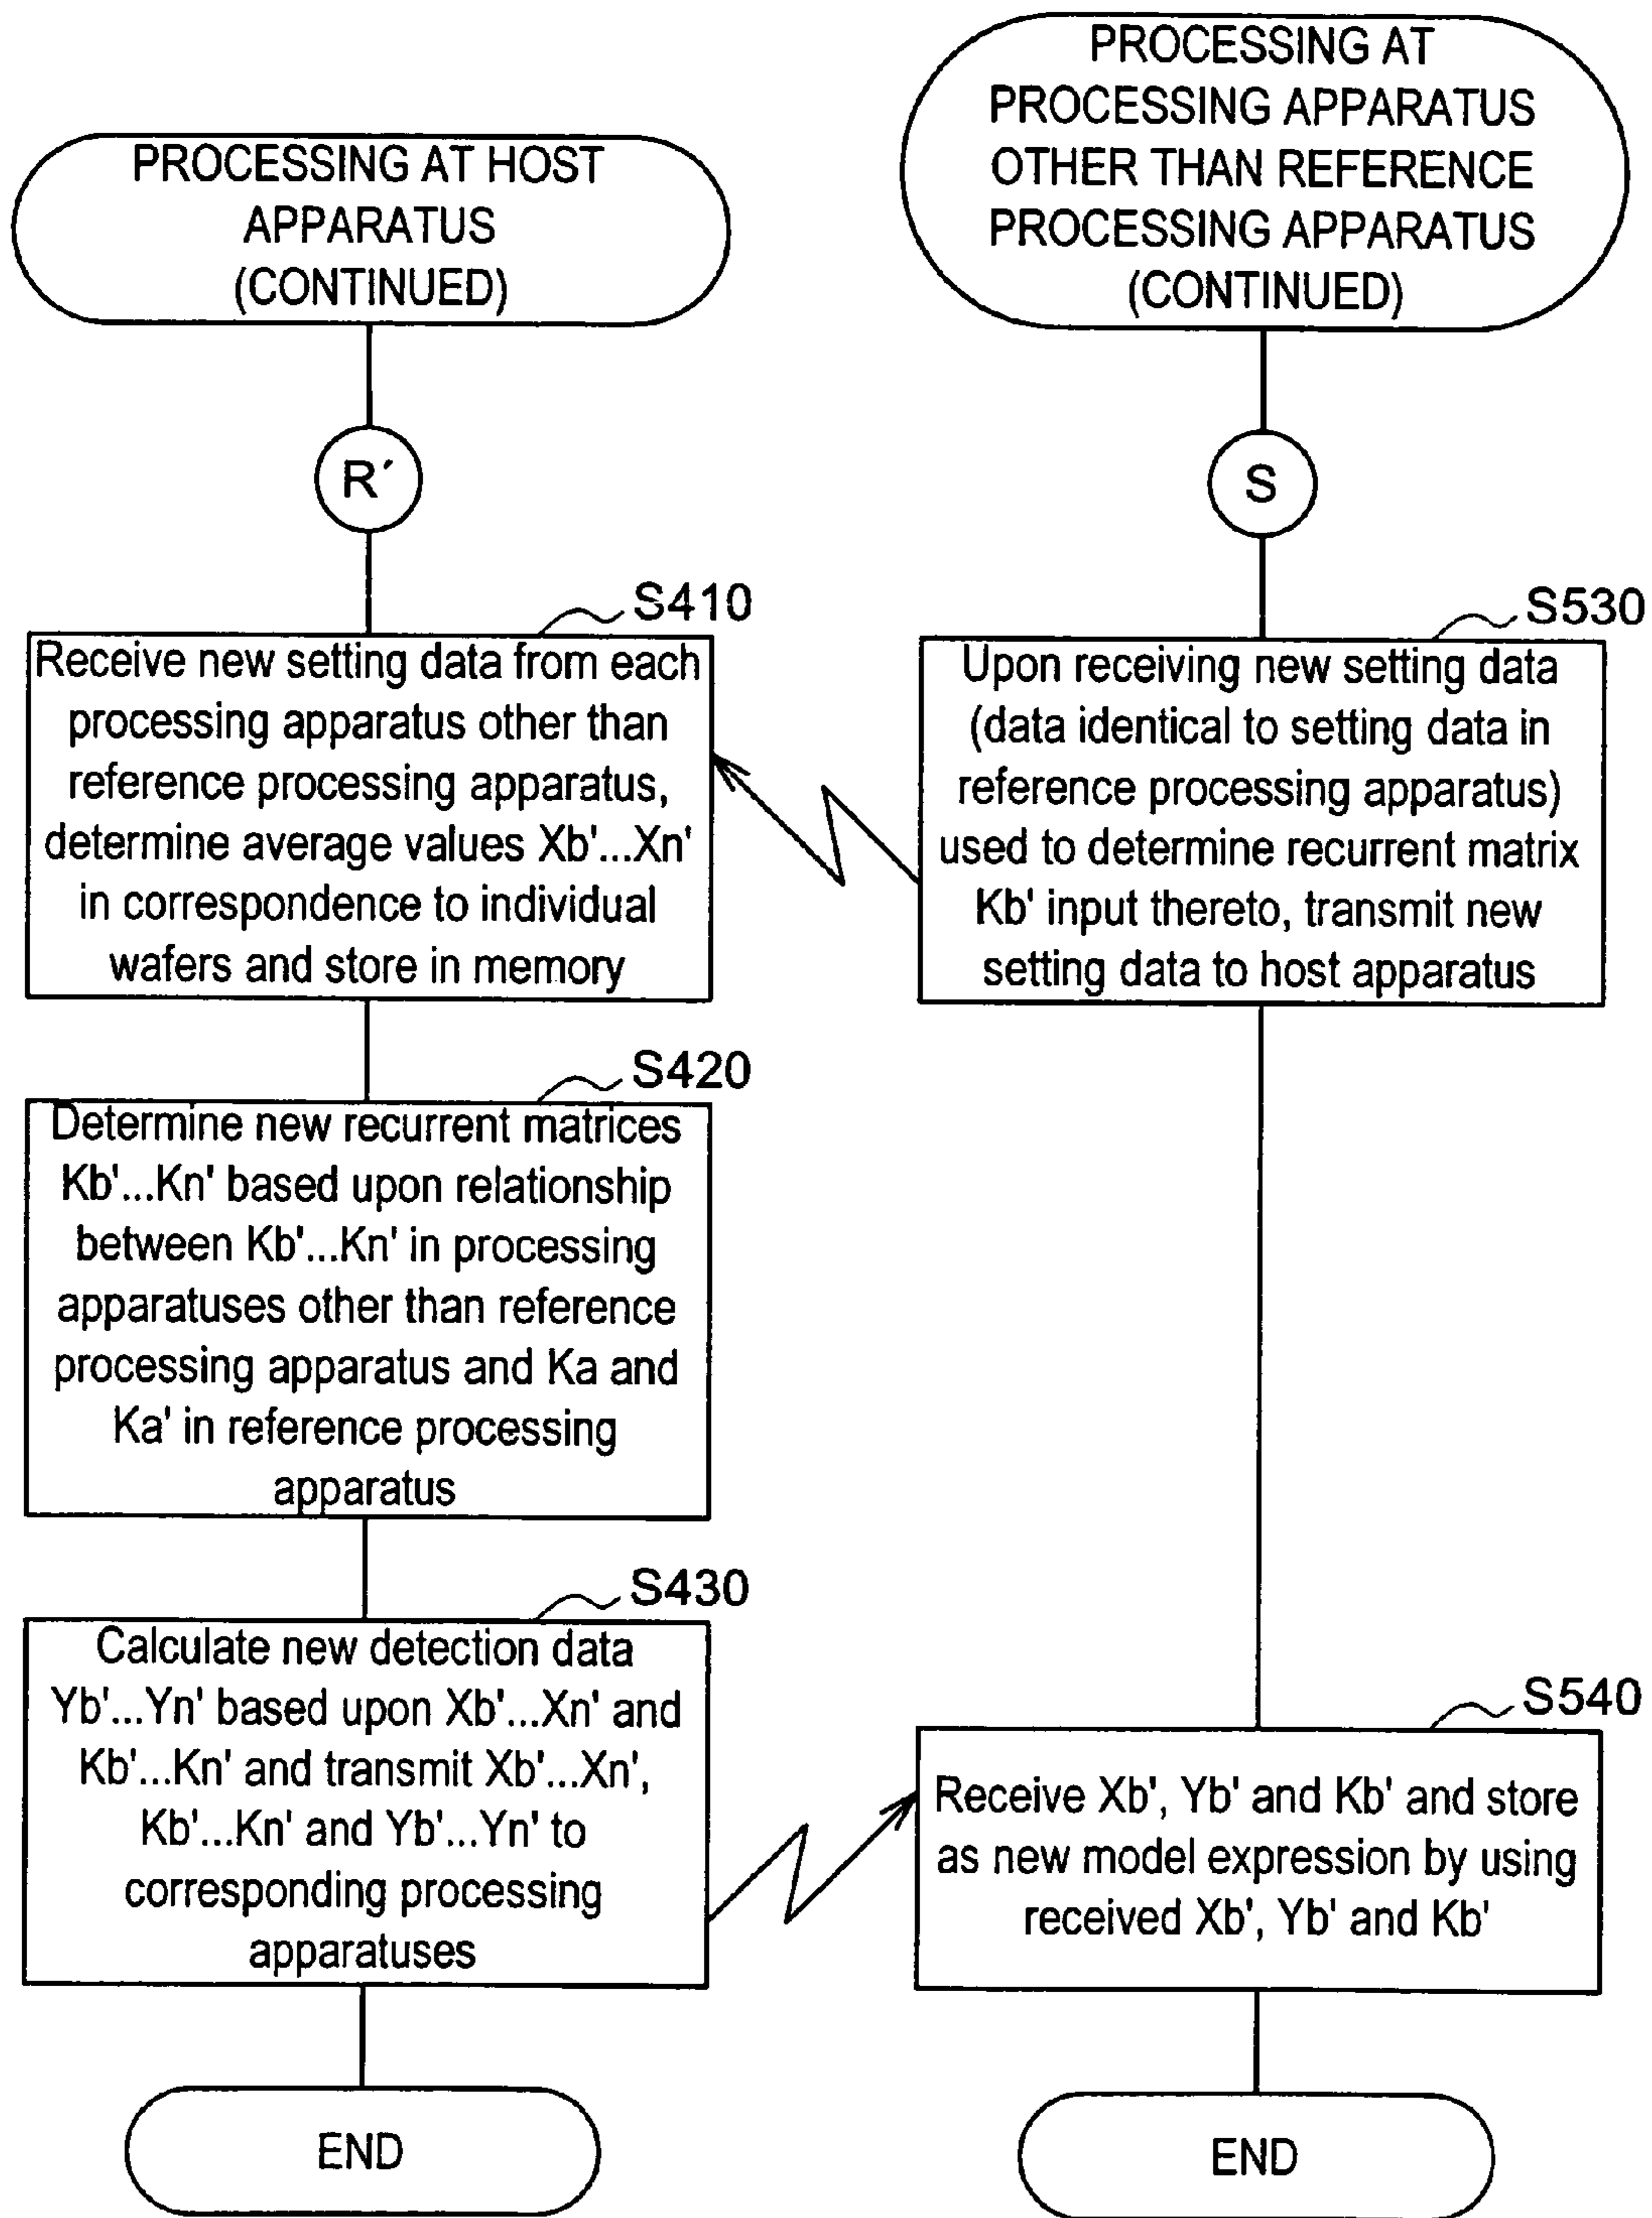 PROCESSING AT HOST
APPARATUS
(CONTINUED)
R´
S410
Receive new setting data from each
processing apparatus other than
reference processing apparatus,
determine average values Xb'...Xn'
in correspondence to individual
wafers and store in memory
S420
Determine new recurrent matrices
Kb'...Kn' based upon relationship
between Kb'...Kn' in processing
apparatuses other than reference
processing apparatus and Ka and
Ka' in reference processing
apparatus
S430
Calculate new detection data
Yb'...Yn' based upon Xb'...Xn' and
Kb'...Kn' and transmit Xb'...Xn',
Kb'...Kn' and Yb'...Yn' to
corresponding processing
apparatuses
END
PROCESSING AT
PROCESSING APPARATUS
OTHER THAN REFERENCE
PROCESSING APPARATUS
(CONTINUED)
S
S530
Upon receiving new setting data
(data identical to setting data in
reference processing apparatus)
used to determine recurrent matrix
Kb' input thereto, transmit new
setting data to host apparatus
S540
Receive Xb', Yb' and Kb' and store
as new model expression by using
received Xb', Yb' and Kb'
END